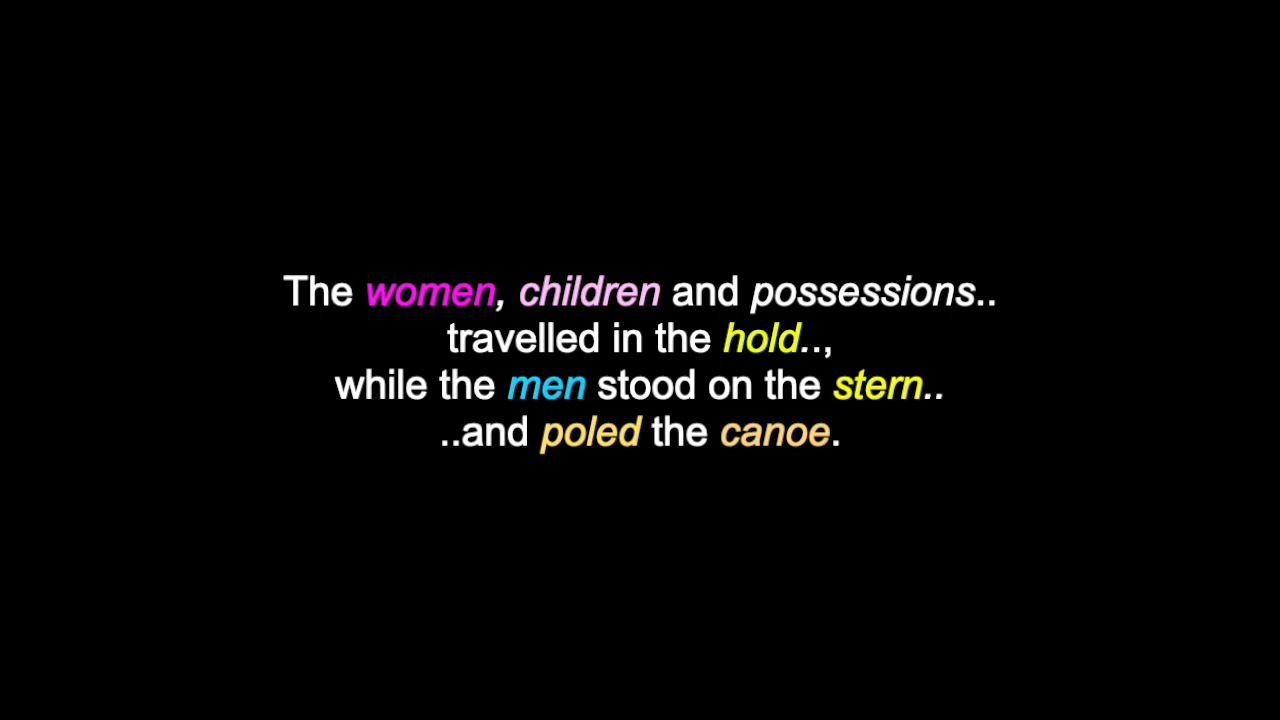 The women, children and possessions..
travelled in the hold..,
while the men stood on the stern..
..and poled the canoe.